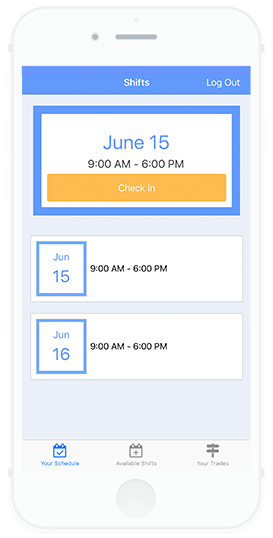 Shifts
Log Out
June 15
9:00 AM - 6:00 PM
Check In
Jun
15
9:00 AM - 6:00 PM
Jun
16
9:00 AM - 6:00 PM
Your Schedule
Available Shifts
Your Trades